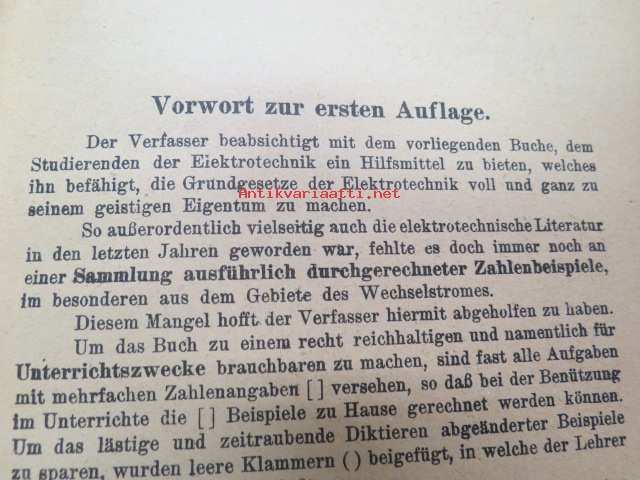 Vorwort zur ersten Auflage.
Der Verfasser beabsichtigt mit dem vorliegenden Buche, dem
Studierenden der Elektrotechnik ein Hilfsmittel zu bieten, welches
ihn befähigt, die Grundgesetze der Elektrotechnik voll und ganz zu
Antikvariaatti.net
seinem geistigen Eigentum zu machen.
So außerordentlich vielseitig auch die elektrotechnische Literatur
in den letzten Jahren geworden war, fehlte es doch immer noch an
einer Sammlung ausführlich durchgerechneter Zahlenbeispiele,
im besonderen aus dem Gebiete des Wechselstromes.
Diesem Mangel hofft der Verfasser hiermit abgeholfen zu haben.
Um das Buch zu einem recht reichhaltigen und namentlich für
Unterrichtszwecke brauchbaren zu machen, sind fast alle Aufgaben
mit mehrfachen Zahlenangaben [ ] versehen, so daß bei der Benützung
im Unterrichte die [ ] Beispiele zu Hause gerechnet werden können.
Um das lästige und zeitraubende Diktieren abgeänderter Beispiele
zu sparen, wurden leere Klammern ( ) beigefügt, in welche der Lehrer